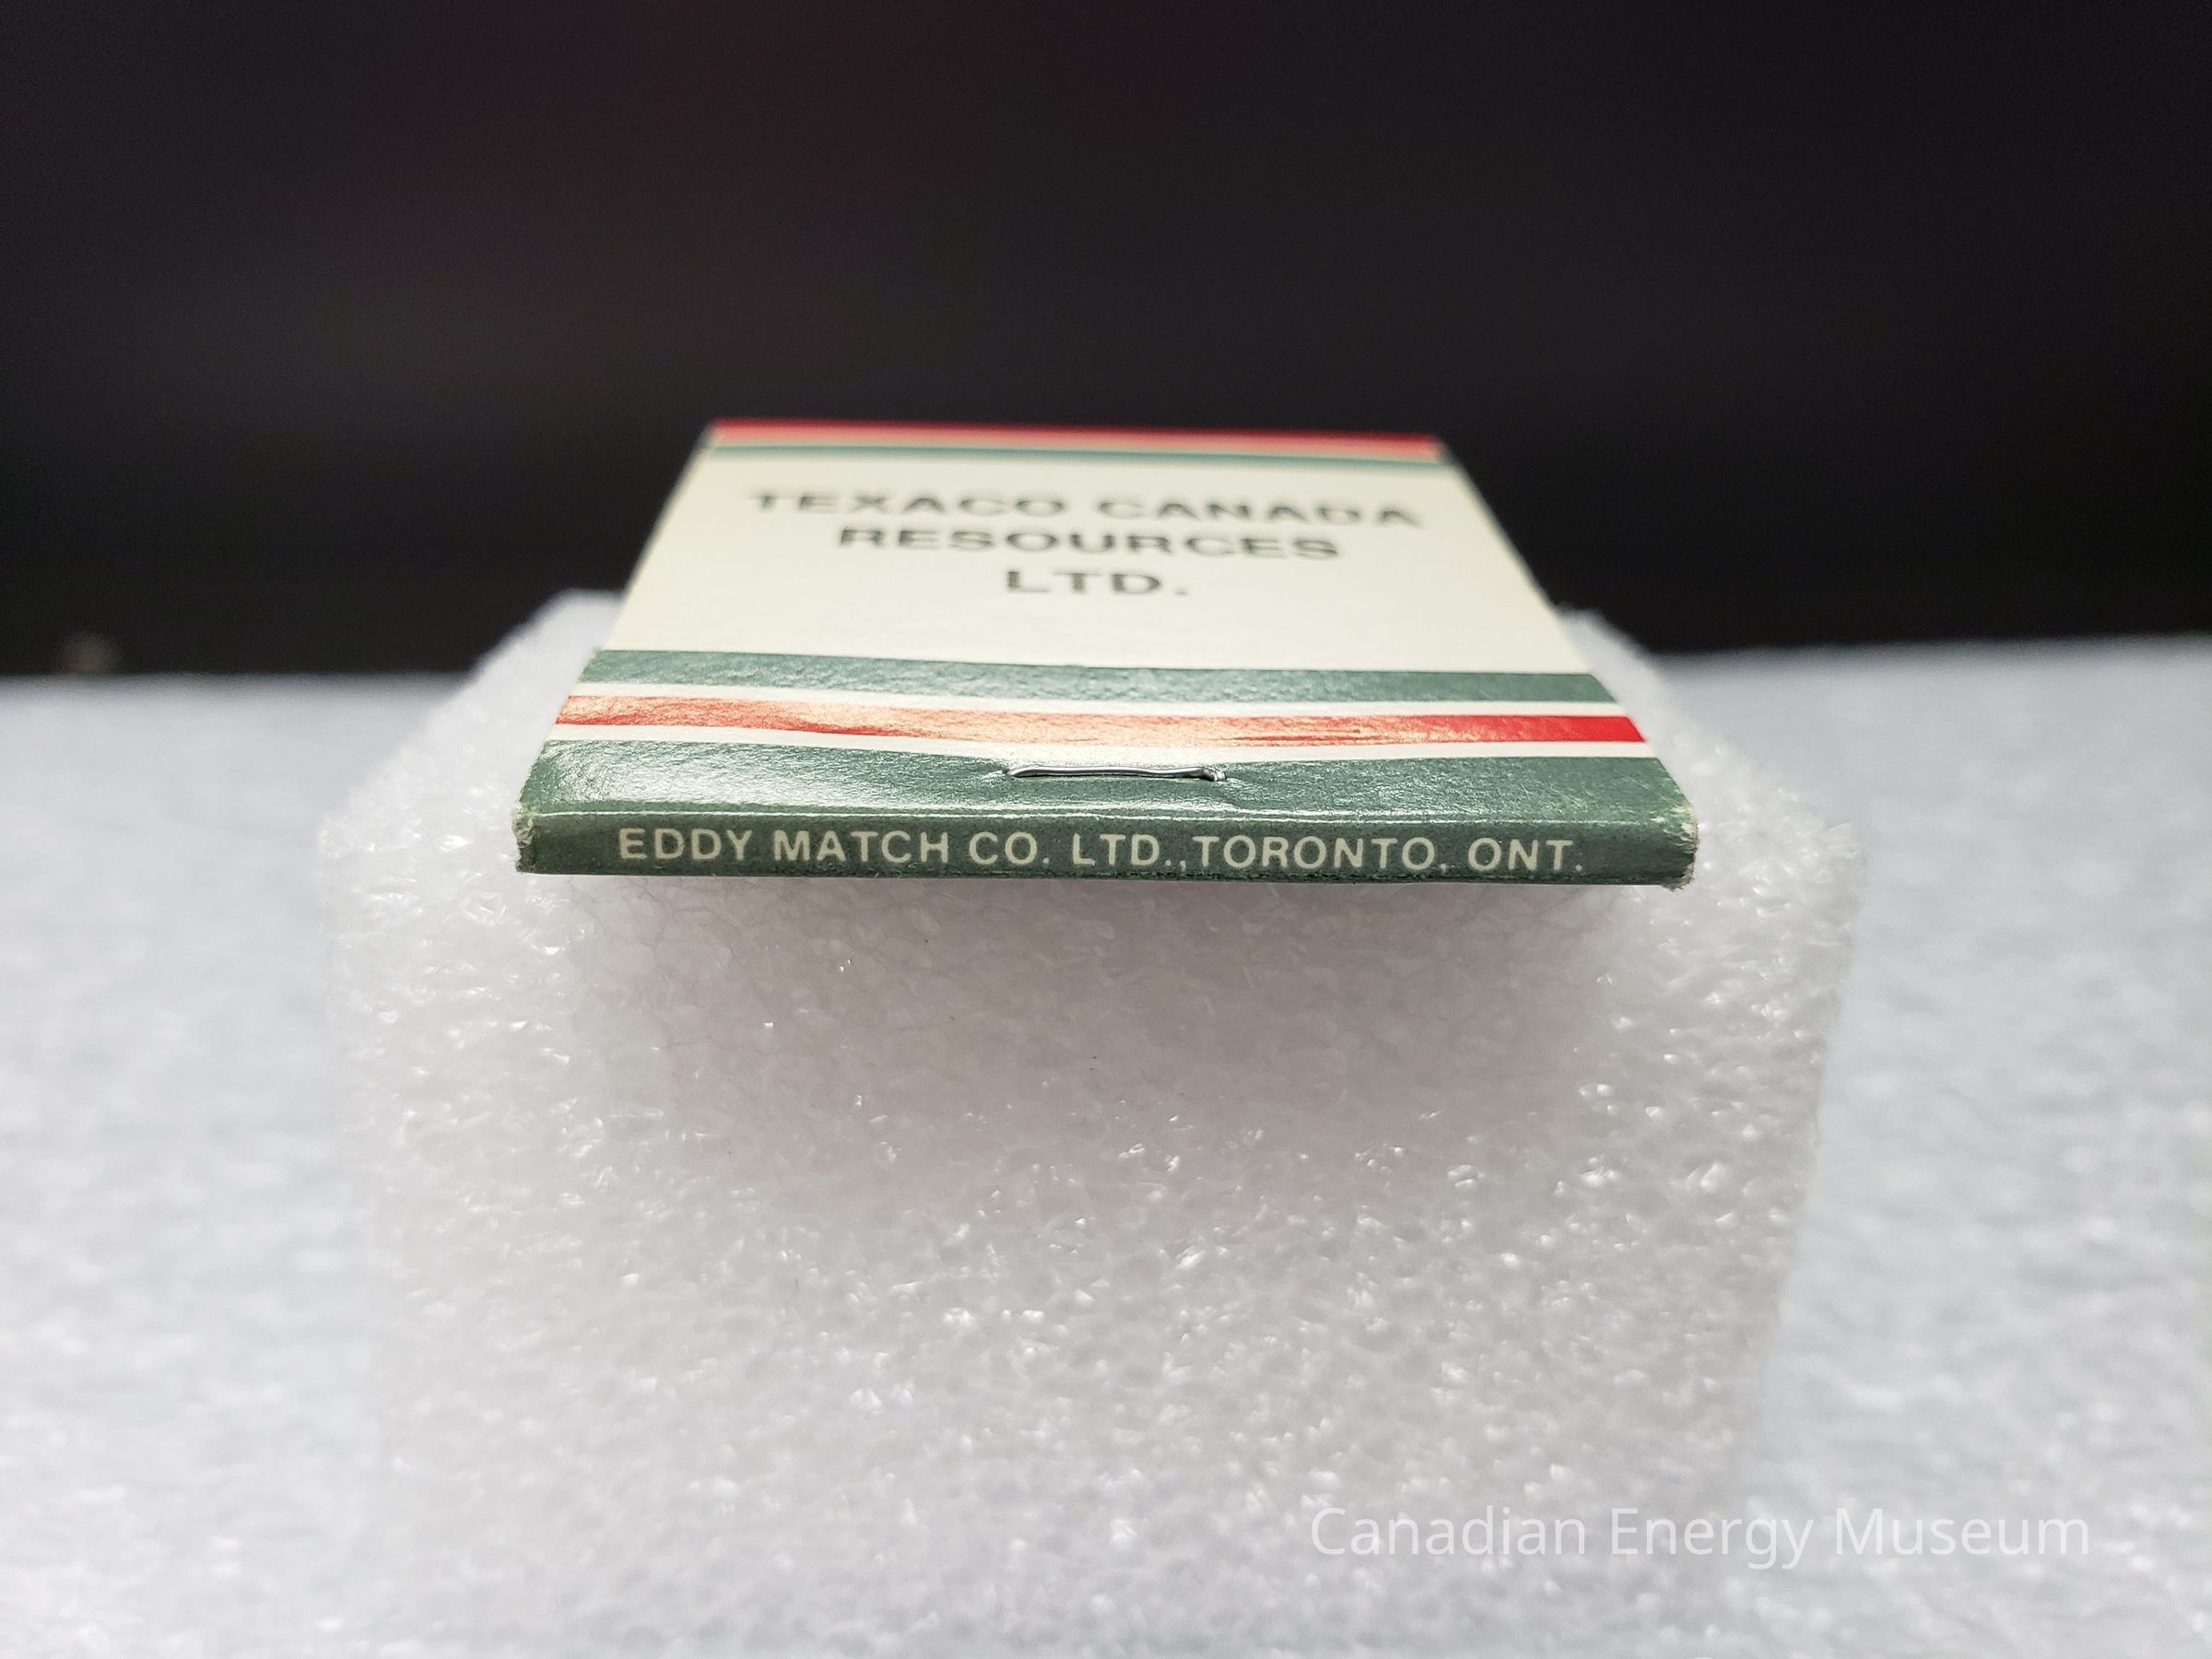 TEXACO CANADA
RESOURCES
LTD.
EDDY MATCH CO. LTD., TORONTO, ONT.
Canadian Energy Museum